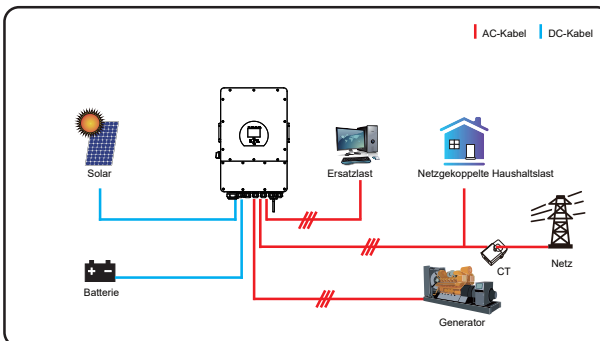 AC-Kabel
DC-Kabel
Solar
Ersatzlast
Netzgekoppelte Haushaltslast
CT
Netz
Batterie
Generator